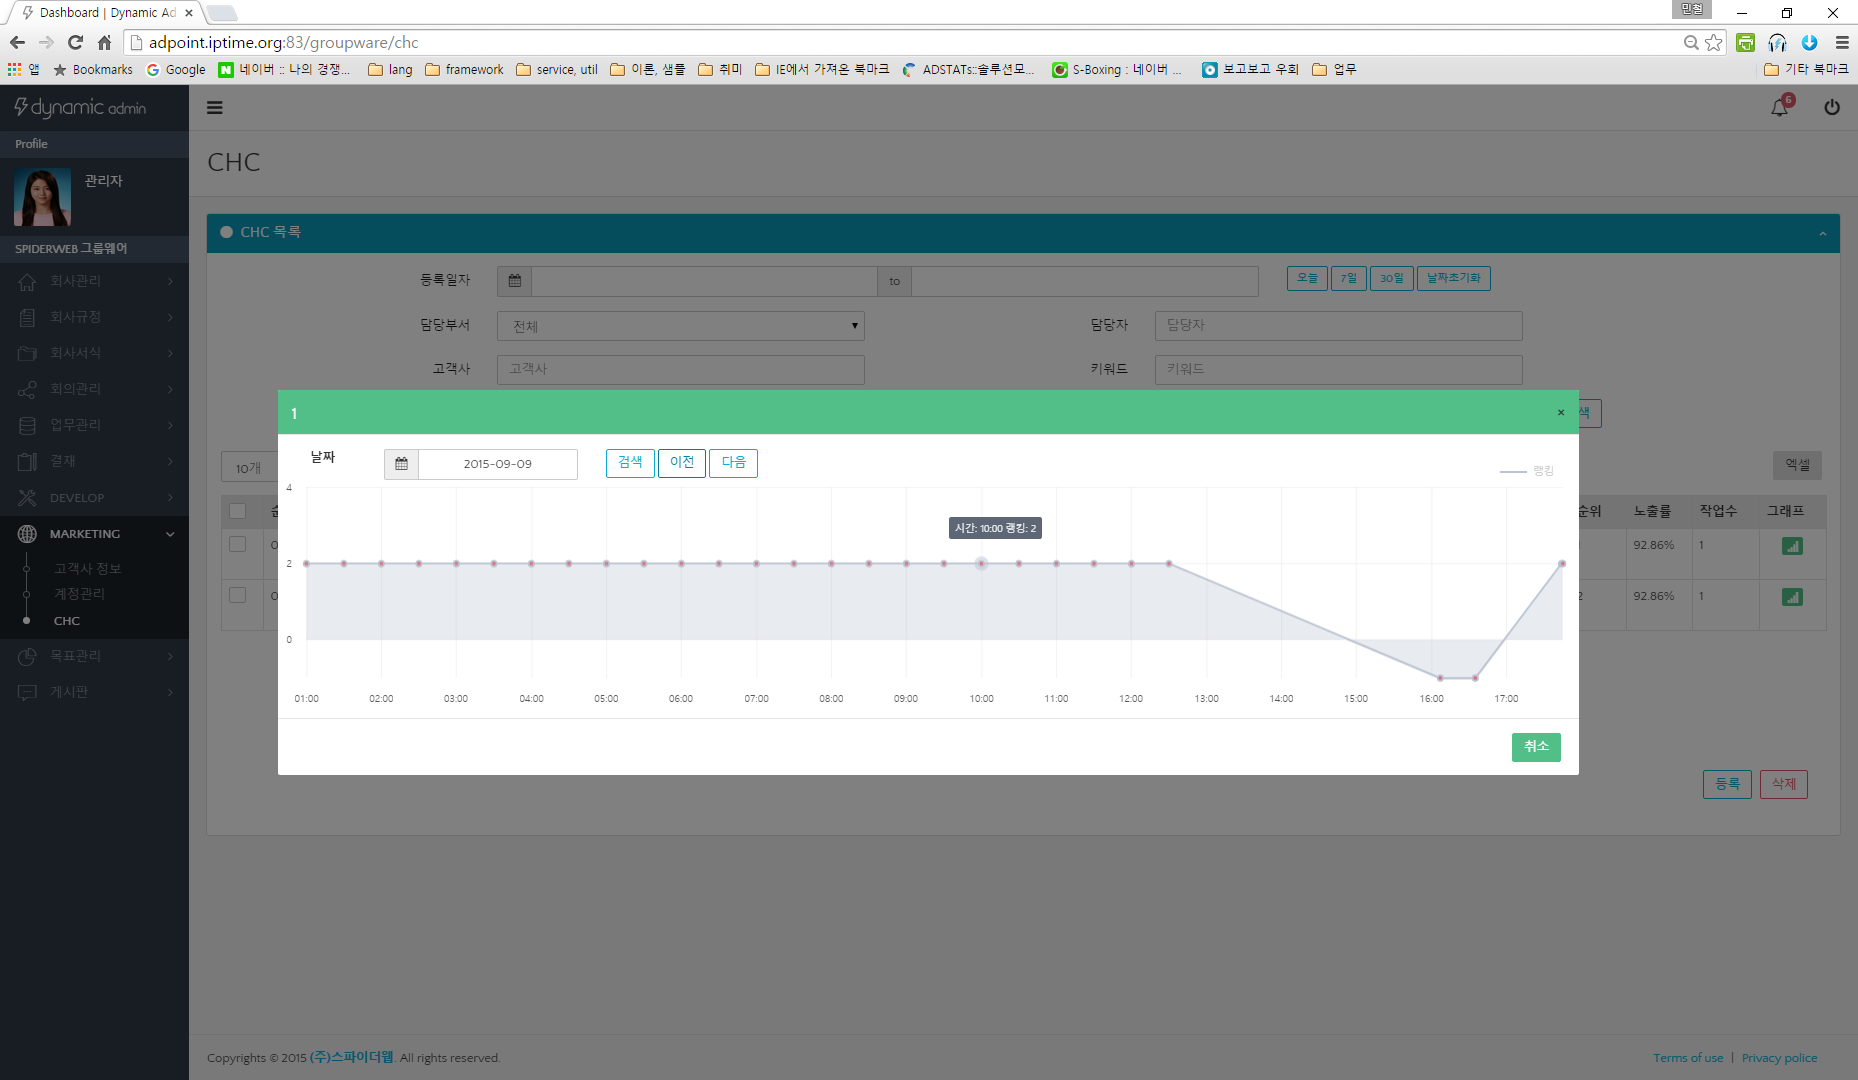 Dashboard | Dynamic Ad
민철
adpoint.iptime.org:83/groupware/chc
앱 Bookmarks Google 네이버 :: 나의 경쟁... lang framework service, util 이론, 샘플 취미 IE에서 가져온 북마크 ADSTATs::솔루션모... S-Boxing : 네이버 ... 보고보고 우회 업무 기타 북마크
dynamic admin
6
Profile
CHC
관리자
SPIDERWEB 그룹웨어
CHC 목록
회사관리
등록일자 to 오늘 7일 30일 날짜초기화
회사규정
담당부서 전체 담당자 담당자
회사서식
고객사 고객사 키워드 키워드
회의관리
1 × 색
업무관리
날짜 2015-09-09 검색 이전 다음
결재
10개 랭킹 엑셀
DEVELOP
4
순위 노출률 작업수 그래프
MARKETING
시간: 10:00 랭킹: 2
92.86% 1
2
고객사 정보
계정관리
2 92.86% 1
CHC
0
목표관리
게시판
01:00 02:00 03:00 04:00 05:00 06:00 07:00 08:00 09:00 10:00 11:00 12:00 13:00 14:00 15:00 16:00 17:00
취소
등록 삭제
Copyrights © 2015 (주)스파이더웹. All rights reserved. Terms of use | Privacy police